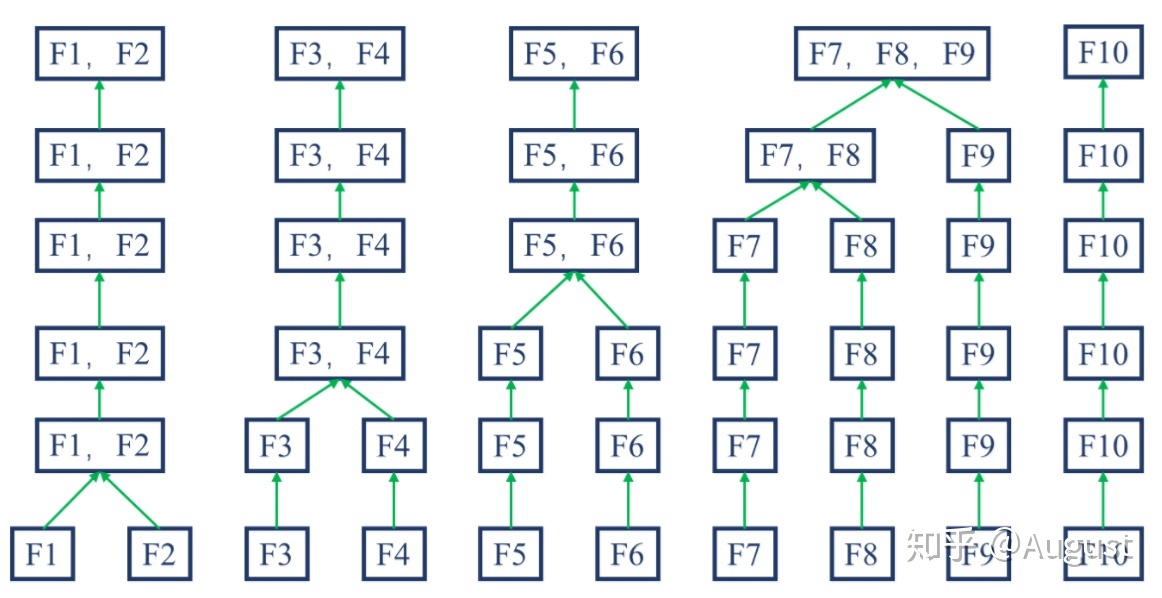 F1, F2 F3, F4 F5, F6 F7, F8, F9 F10
F1, F2 F3, F4 F5, F6 F7, F8 F9 F10
F1, F2 F3, F4 F5, F6 F7 F8 F9 F10
F1, F2 F3, F4 F5 F6 F7 F8 F9 F10
F1, F2 F3 F4 F5 F6 F7 F8 F9 F10
F1 F2 F3 F4 F5 F6 F7 F8 F9 F10
知乎 @August